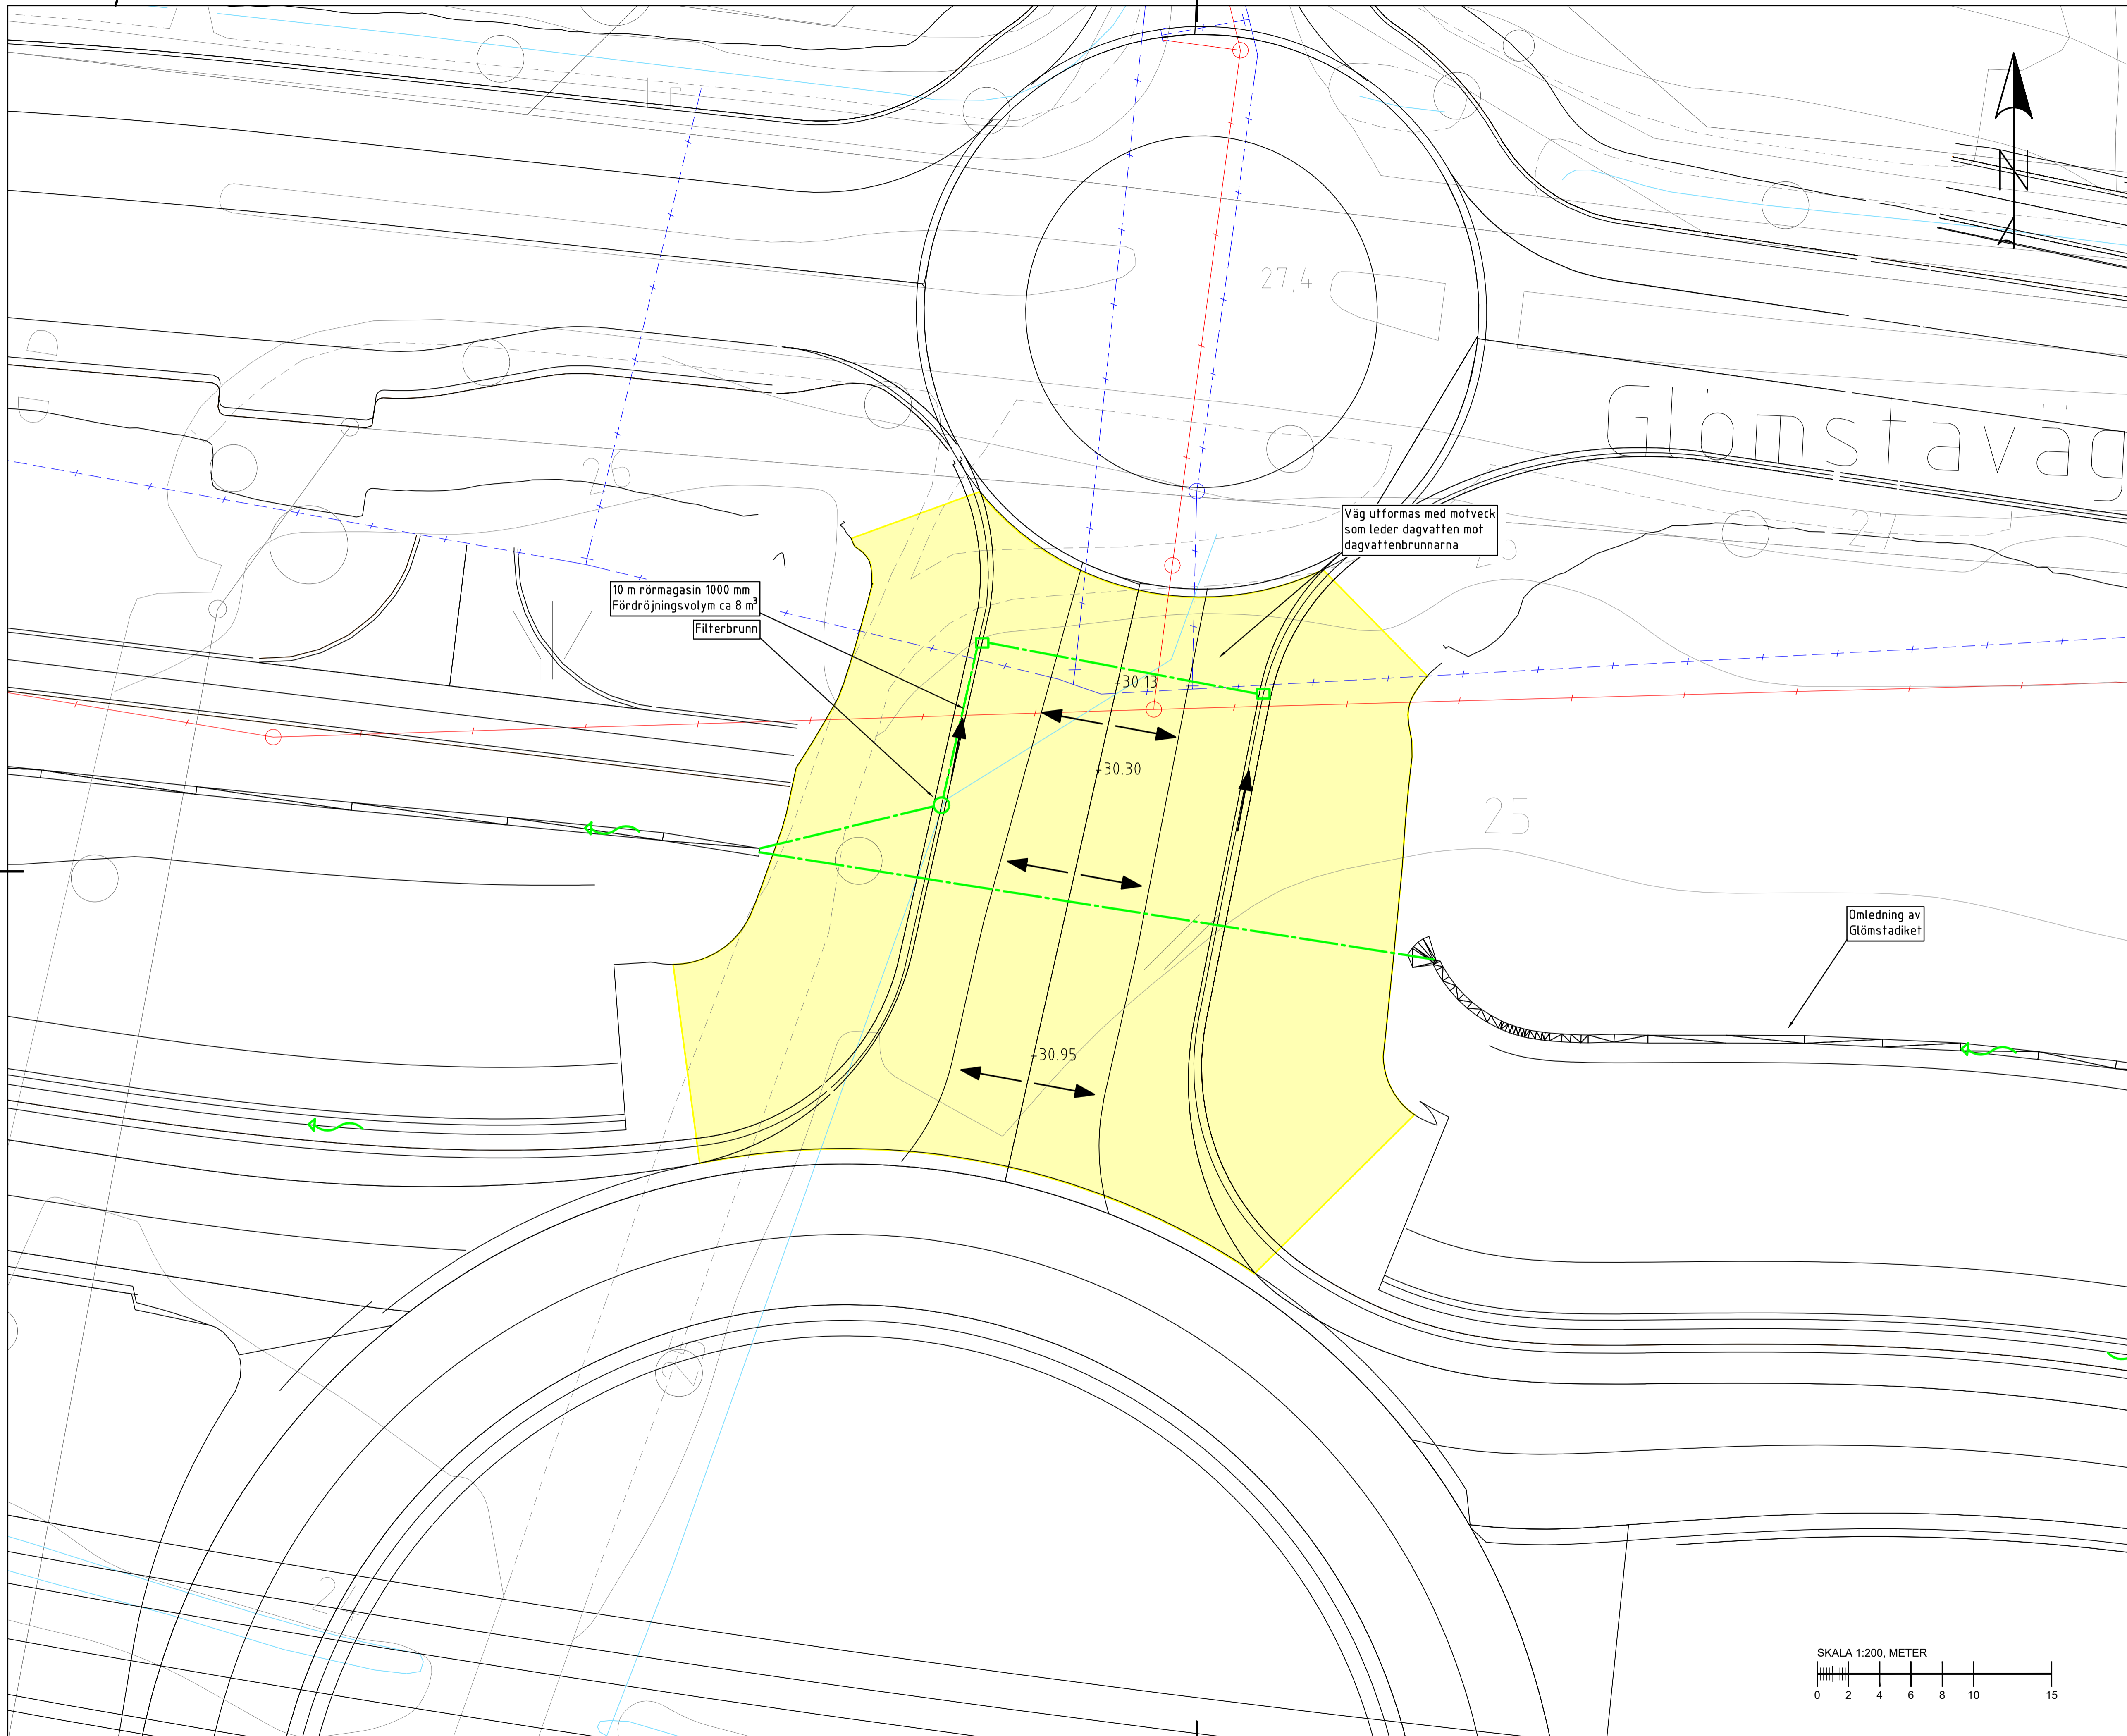 N
27,4
Glömstaväg
26
27
Väg utformas med motveck
som leder dagvatten mot
dagvattenbrunnarna
10 m rörmagasin 1000 mm
Fördröjningsvolym ca 8 m³
Filterbrunn
+30.13
+30.30
25
Omledning av
Glömstadiket
+30.95
SKALA 1:200, METER
0 2 4 6 8 10 15